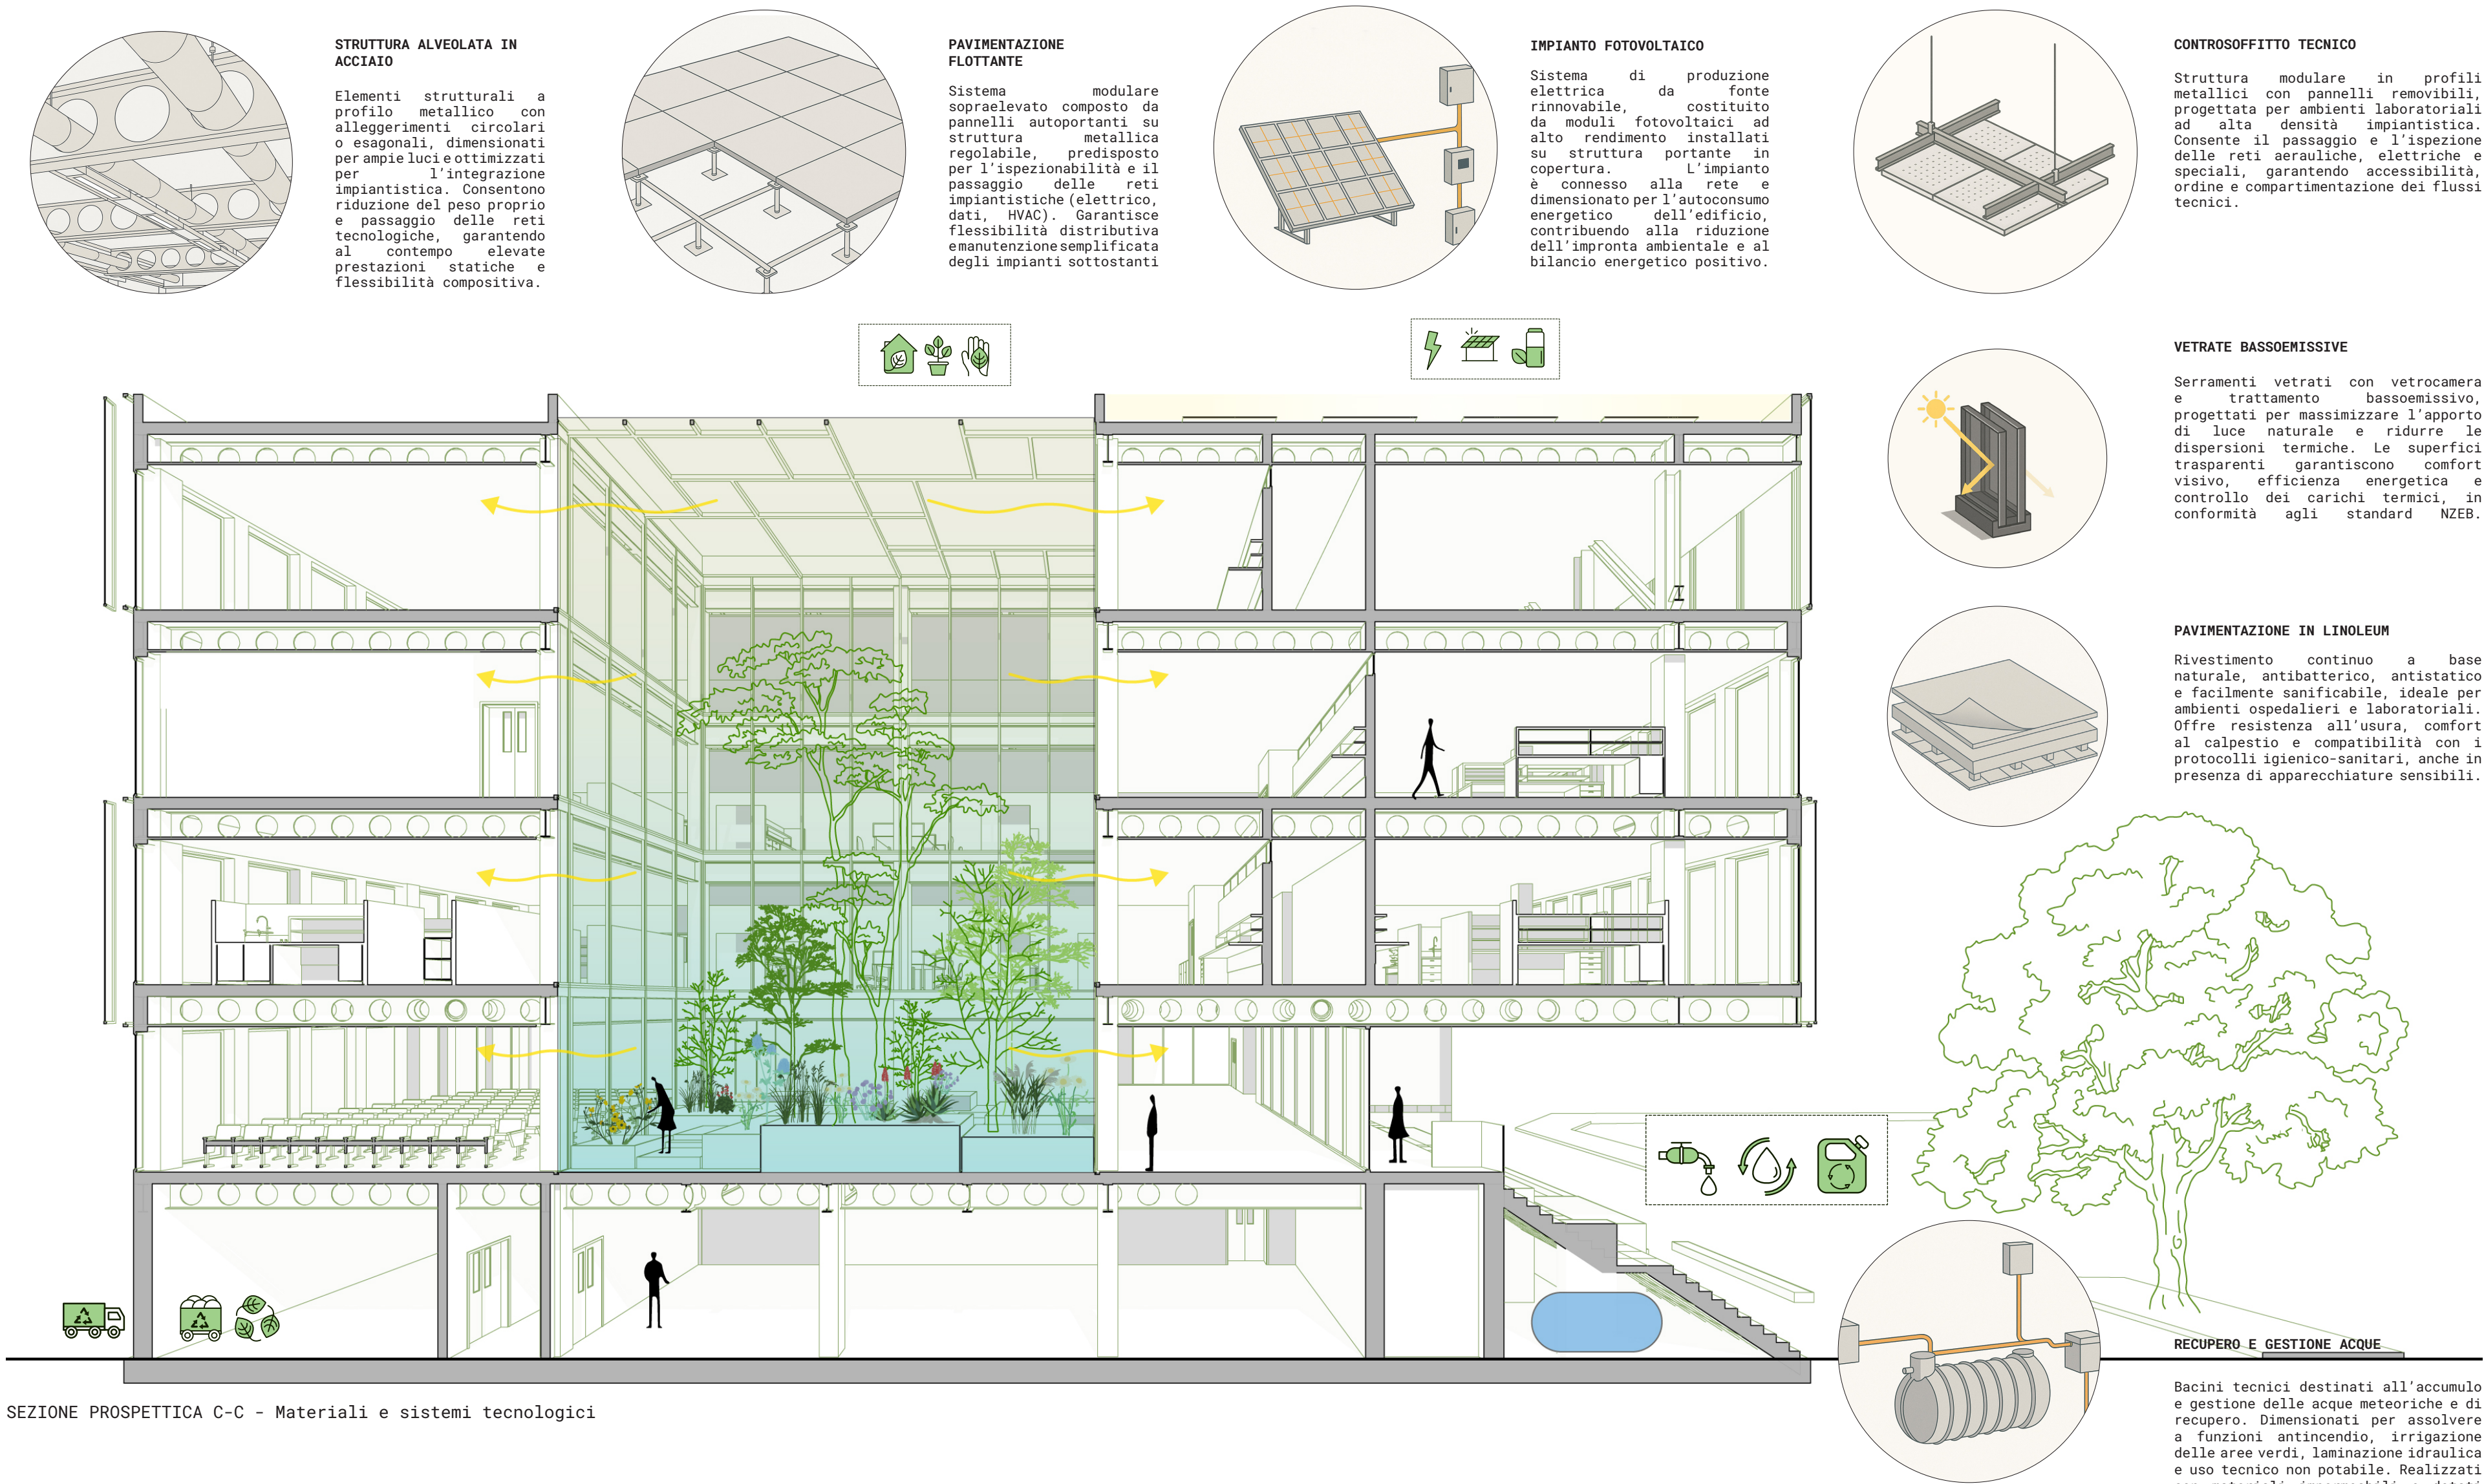 STRUTTURA ALVEOLATA IN
ACCIAIO
Elementi strutturali a
profilo metallico con
alleggerimenti circolari
o esagonali, dimensionati
per ampie luci e ottimizzati
per l'integrazione
impiantistica. Consentono
riduzione del peso proprio
e passaggio delle reti
tecnologiche, garantendo
al contempo elevate
prestazioni statiche e
flessibilità compositiva.
PAVIMENTAZIONE
FLOTTANTE
Sistema modulare
sopraelevato composto da
pannelli autoportanti su
struttura metallica
regolabile, predisposto
per l'ispezionabilità e il
passaggio delle reti
impiantistiche (elettrico,
dati, HVAC). Garantisce
flessibilità distributiva
e manutenzione semplificata
degli impianti sottostanti
IMPIANTO FOTOVOLTAICO
Sistema di produzione
elettrica da fonte
rinnovabile, costituito
da moduli fotovoltaici ad
alto rendimento installati
su struttura portante in
copertura. L'impianto
è connesso alla rete e
dimensionato per l'autoconsumo
energetico dell'edificio,
contribuendo alla riduzione
dell'impronta ambientale e al
bilancio energetico positivo.
CONTROSOFFITTO TECNICO
Struttura modulare in profili
metallici con pannelli removibili,
progettata per ambienti laboratoriali
ad alta densità impiantistica.
Consente il passaggio e l'ispezione
delle reti aerauliche, elettriche e
speciali, garantendo accessibilità,
ordine e compartimentazione dei flussi
tecnici.
VETRATE BASSOEMISSIVE
Serramenti vetrati con vetrocamera
e trattamento bassoemissivo,
progettati per massimizzare l'apporto
di luce naturale e ridurre le
dispersioni termiche. Le superfici
trasparenti garantiscono comfort
visivo, efficienza energetica e
controllo dei carichi termici, in
conformità agli standard NZEB.
PAVIMENTAZIONE IN LINOLEUM
Rivestimento continuo a base
naturale, antibatterico, antistatico
e facilmente sanificabile, ideale per
ambienti ospedalieri e laboratoriali.
Offre resistenza all'usura, comfort
al calpestio e compatibilità con i
protocolli igienico-sanitari, anche in
presenza di apparecchiature sensibili.
RECUPERO E GESTIONE ACQUE
Bacini tecnici destinati all'accumulo
e gestione delle acque meteoriche e di
recupero. Dimensionati per assolvere
a funzioni antincendio, irrigazione
delle aree verdi, laminazione idraulica
e uso tecnico non potabile. Realizzati
SEZIONE PROSPETTICA C-C - Materiali e sistemi tecnologici